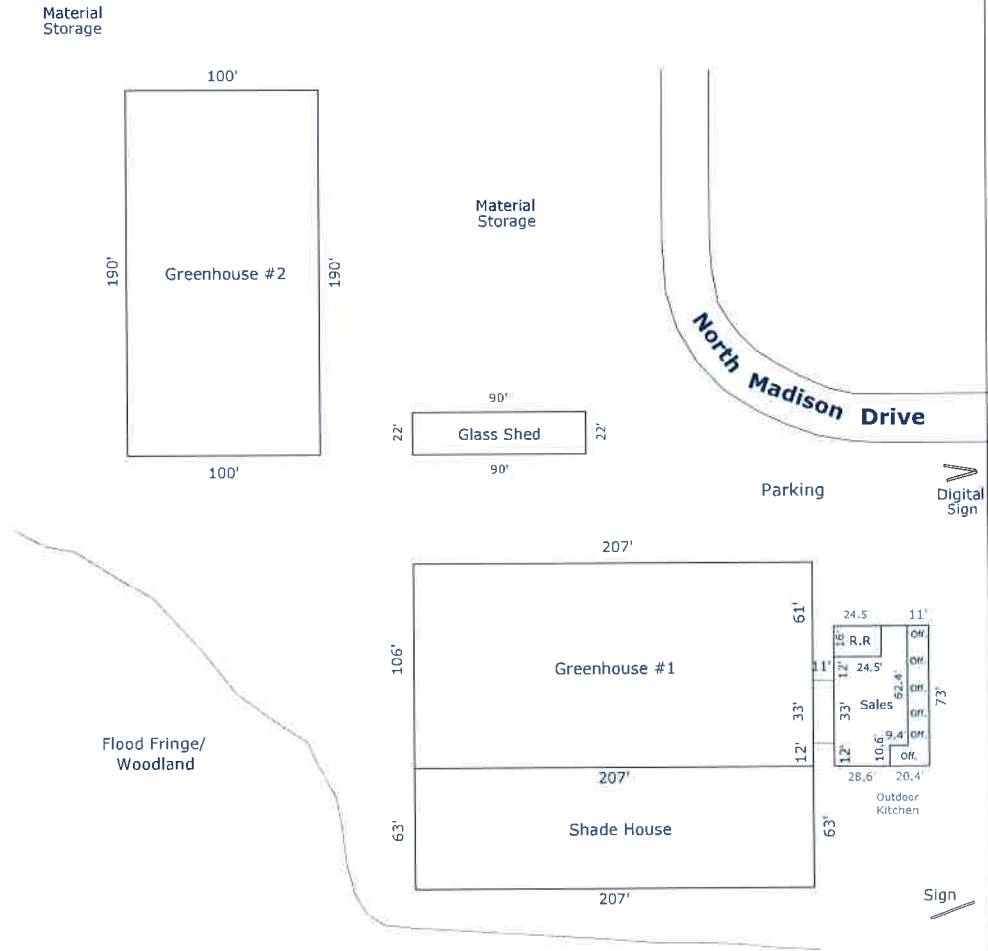 Material
Storage
100'
190'
Greenhouse #2
190'
100'
Material
Storage
North Madison Drive
90'
22'
Glass Shed
22'
90'
Parking
Digital
Sign
207'
106'
Greenhouse #1
61'
11'
33'
12'
207'
63'
Shade House
63'
207'
24.5'
11'
16'
R.R
Off.
12'
24.5'
Off.
62.4'
Off.
73'
33'
Sales
Off.
9.4'
Off.
12'
10.6'
Off.
28.6'
20.4'
Outdoor
Kitchen
Flood Fringe/
Woodland
Sign